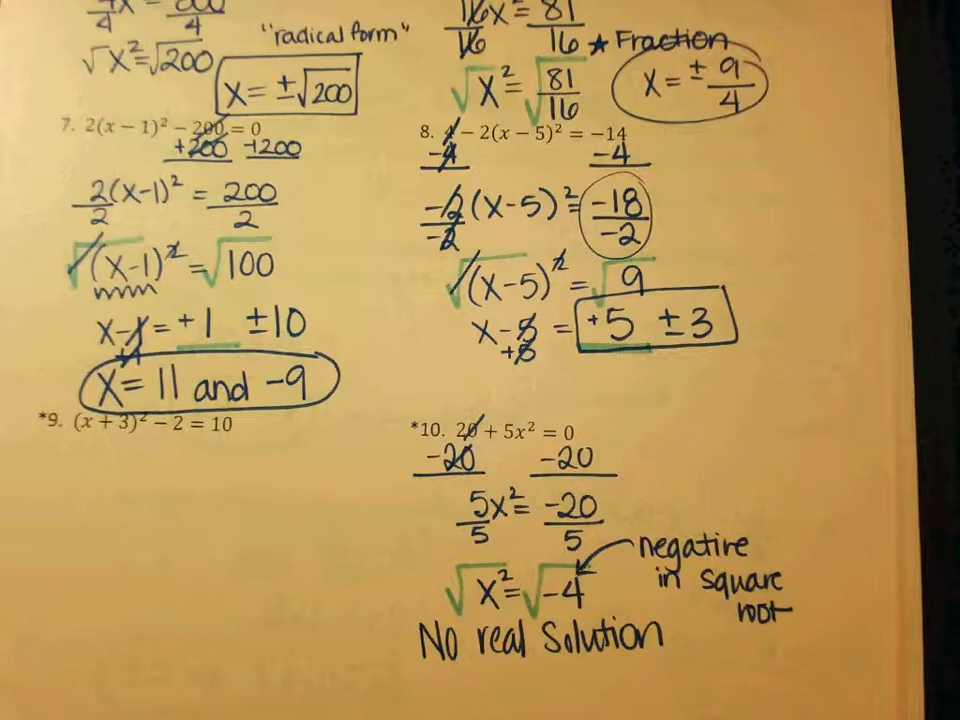 "radical form"
4
√x² = √200
x = ±√200
16x² = 81
16 16
★ Fraction
√x² = √81/16
x = ± 9/4
7. 2(x − 1)² − 200 = 0
+200 +200
2(x-1)² = 200
2 2
√(x-1)² = √100
x-1 = +1 ±10
+1
x = 11 and -9
8. 4 − 2(x − 5)² = −14
-4 -4
-2(x-5)² = -18
-2 -2
√(x-5)² = √9
x-5 = +5 ±3
+5
*9. (x + 3)² − 2 = 10
*10. 20 + 5x² = 0
-20 -20
5x² = -20
5 5
√x² = √-4
negative
in square
root
No real Solution